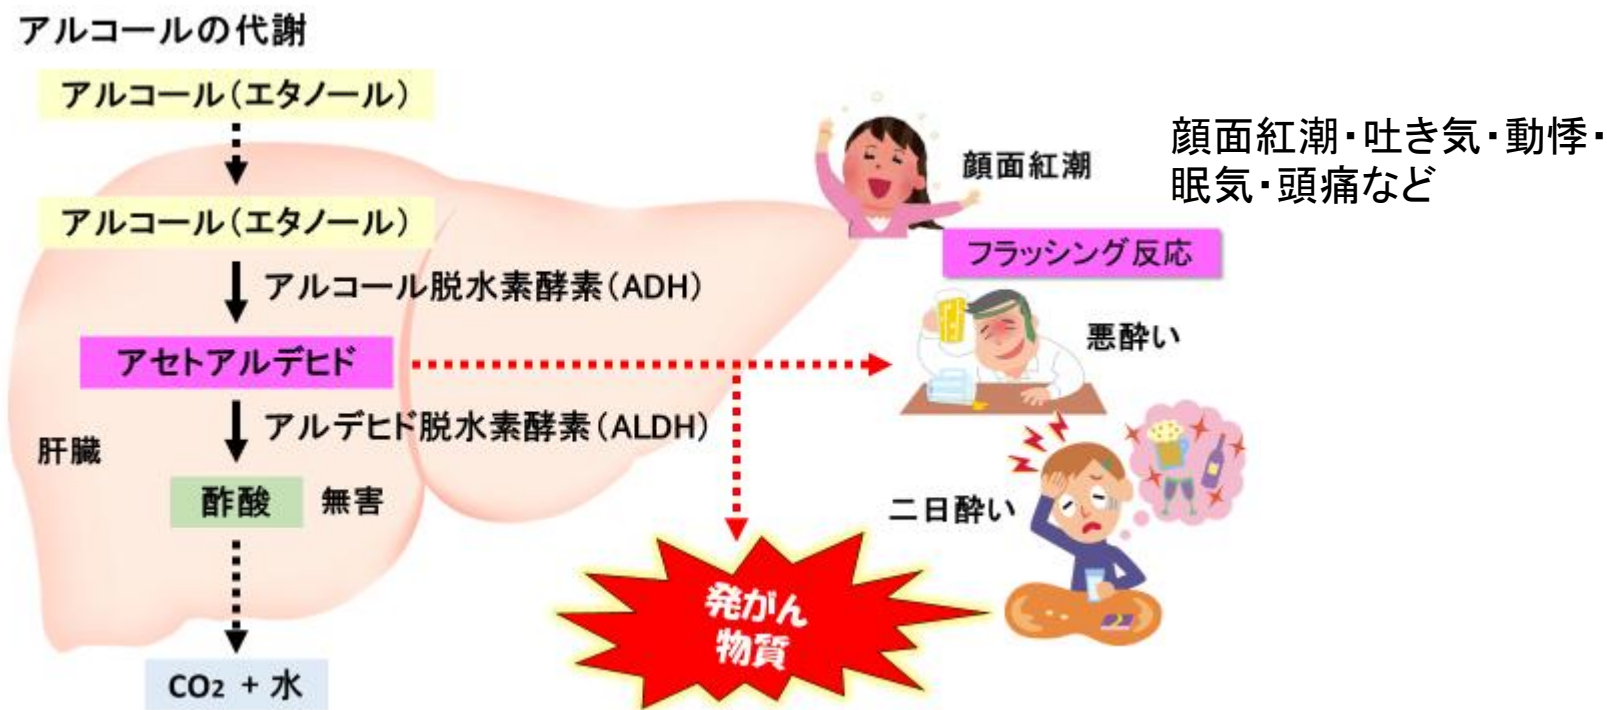 アルコールの代謝
アルコール(エタノール)
アルコール(エタノール)
アルコール脱水素酵素(ADH)
アセトアルデヒド
アルデヒド脱水素酵素(ALDH)
肝臓
酢酸 無害
CO2 + 水
顔面紅潮
顔面紅潮・吐き気・動悸・
眠気・頭痛など
フラッシング反応
悪酔い
二日酔い
発がん
物質